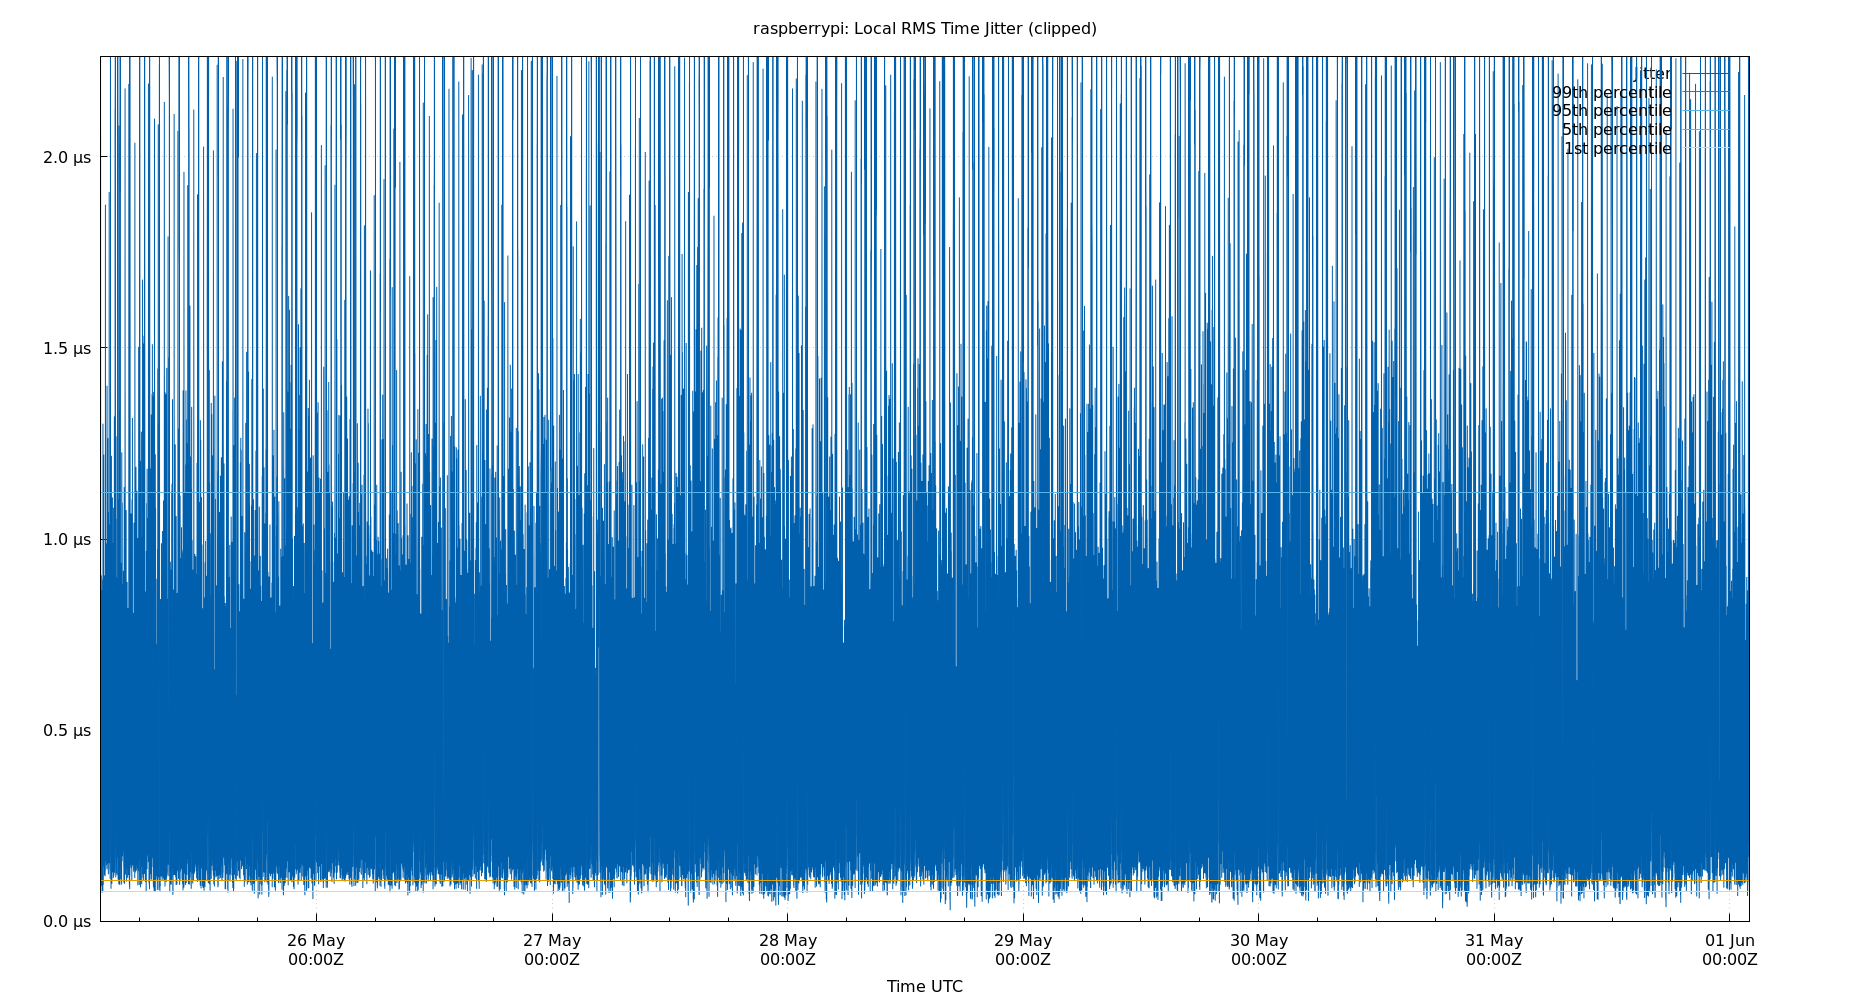 raspberrypi: Local RMS Time Jitter (clipped)
jitter
99th percentile
95th percentile
5th percentile
1st percentile
2.0 µs
1.5 µs
1.0 µs
0.5 µs
0.0 µs
26 May 27 May 28 May 29 May 30 May 31 May 01 Jun
00:00Z 00:00Z 00:00Z 00:00Z 00:00Z 00:00Z 00:00Z
Time UTC